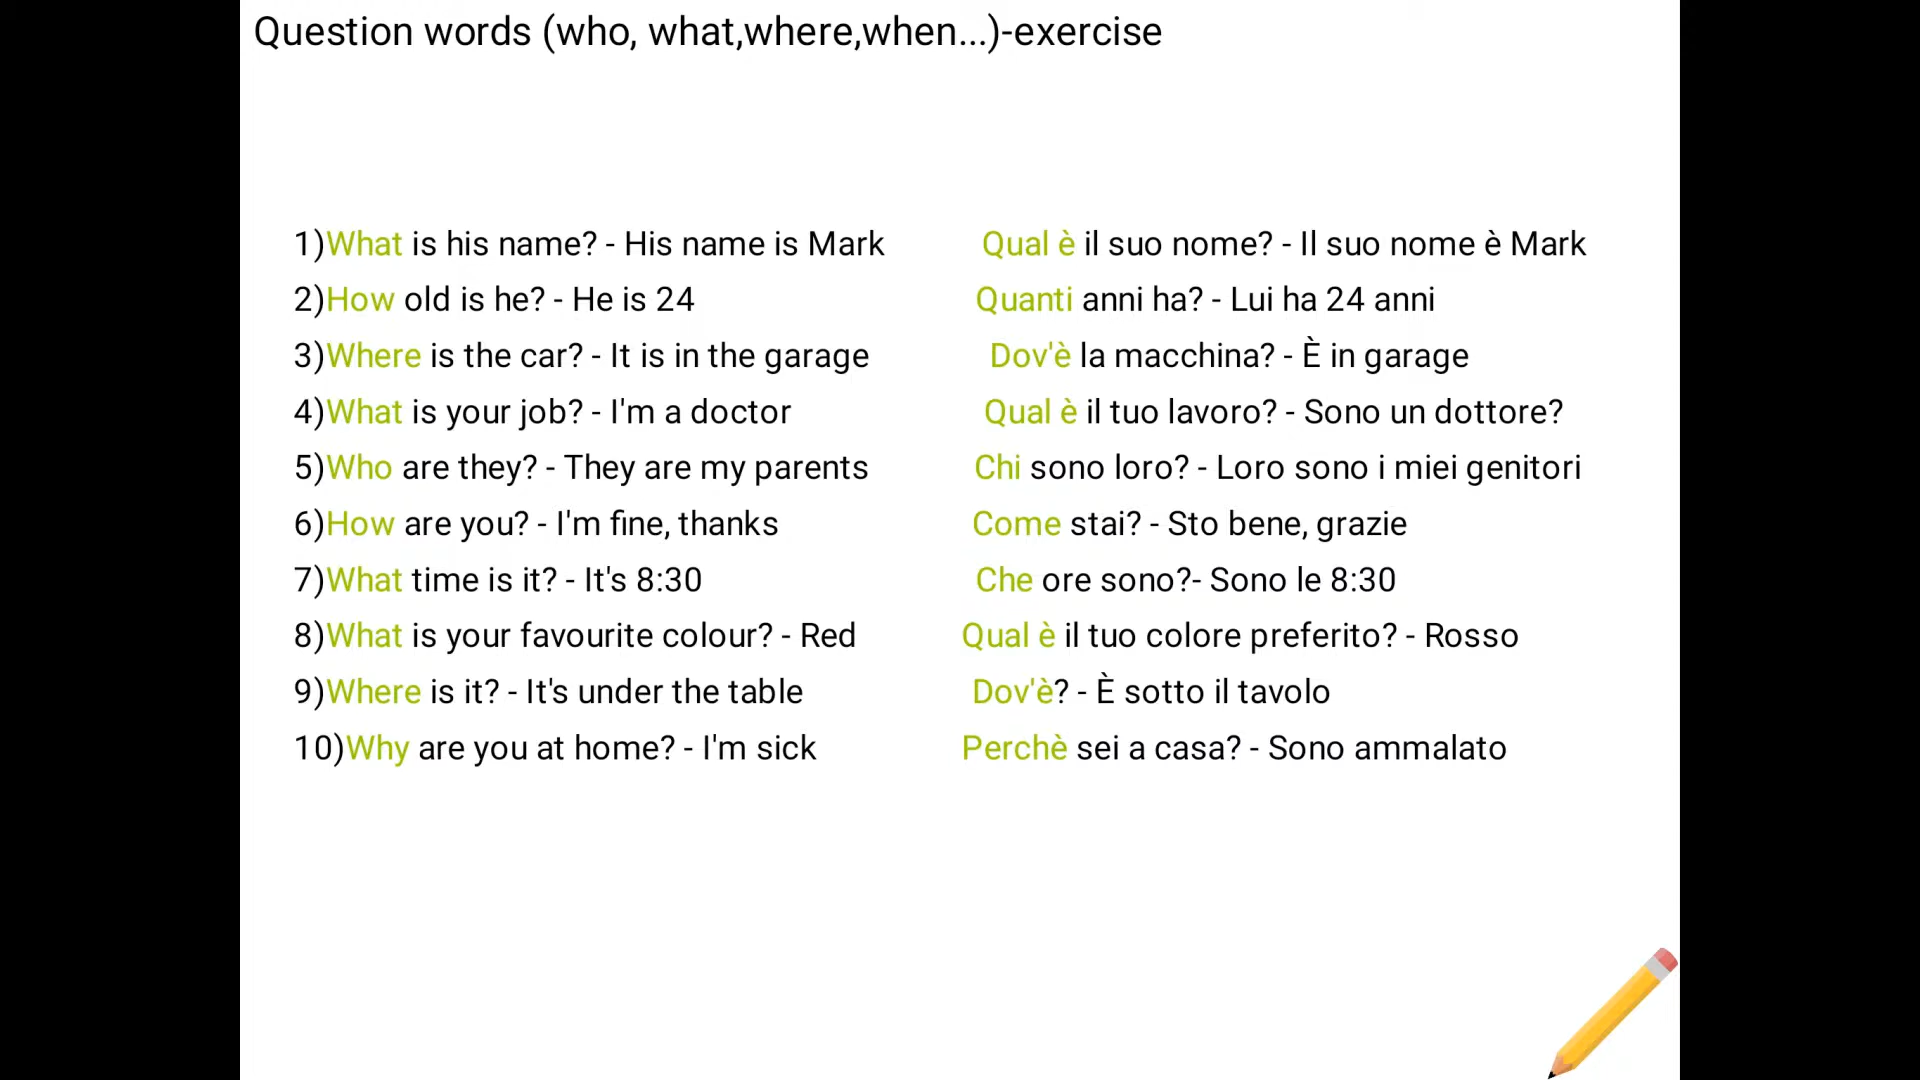 Question words (who, what,where,when...)-exercise
1)What is his name? - His name is Mark Qual è il suo nome? - Il suo nome è Mark
2)How old is he? - He is 24 Quanti anni ha? - Lui ha 24 anni
3)Where is the car? - It is in the garage Dov'è la macchina? - È in garage
4)What is your job? - I'm a doctor Qual è il tuo lavoro? - Sono un dottore?
5)Who are they? - They are my parents Chi sono loro? - Loro sono i miei genitori
6)How are you? - I'm fine, thanks Come stai? - Sto bene, grazie
7)What time is it? - It's 8:30 Che ore sono?- Sono le 8:30
8)What is your favourite colour? - Red Qual è il tuo colore preferito? - Rosso
9)Where is it? - It's under the table Dov'è? - È sotto il tavolo
10)Why are you at home? - I'm sick Perchè sei a casa? - Sono ammalato